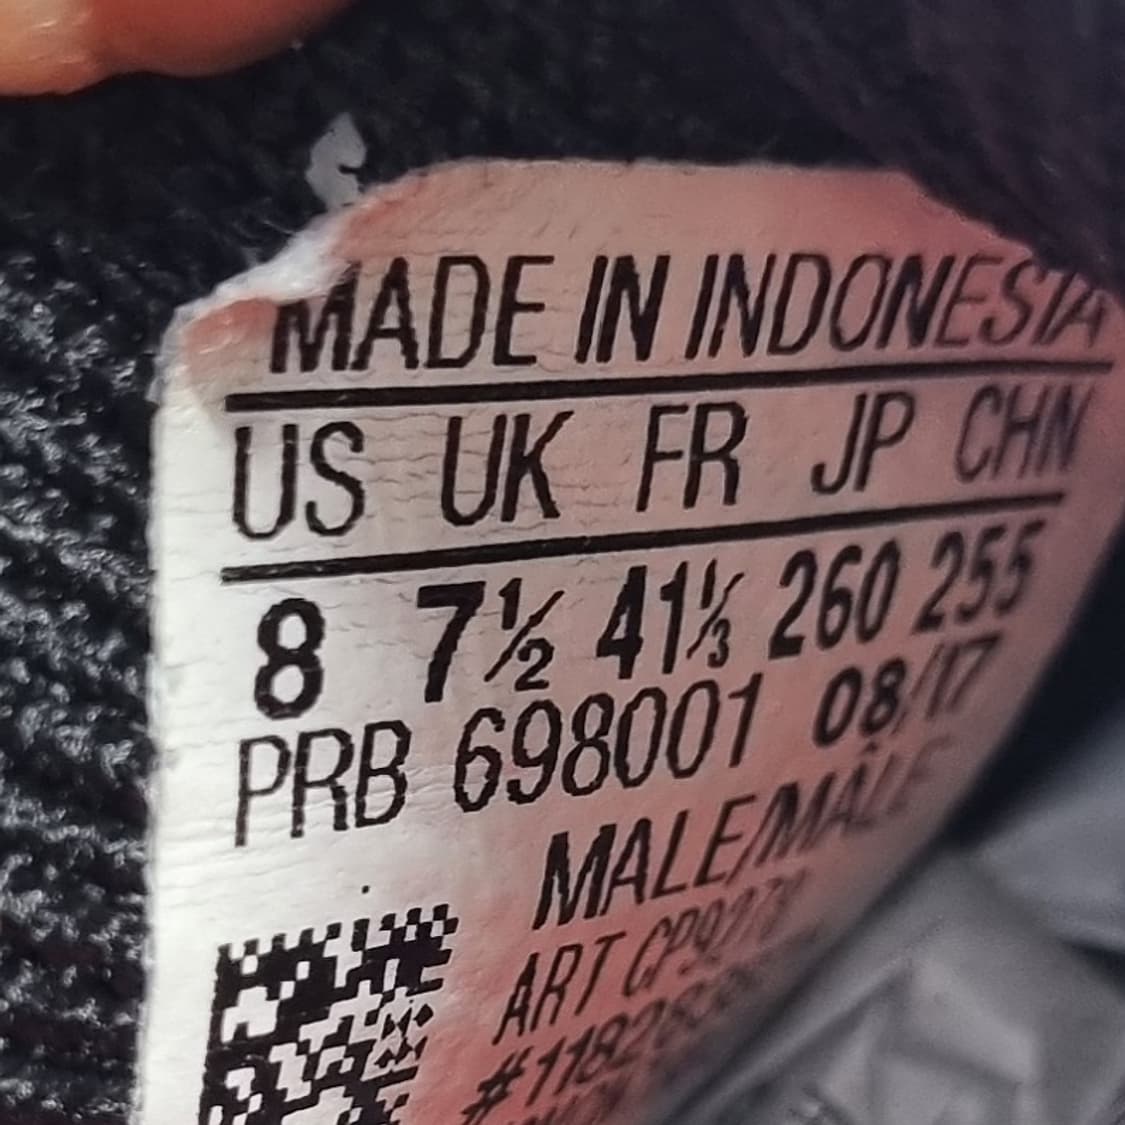 MADE IN INDONESIA
US UK FR JP CHN
8 7½ 41⅓ 260 255
PRB 698001 08/17
MALE/MÂLE
ART